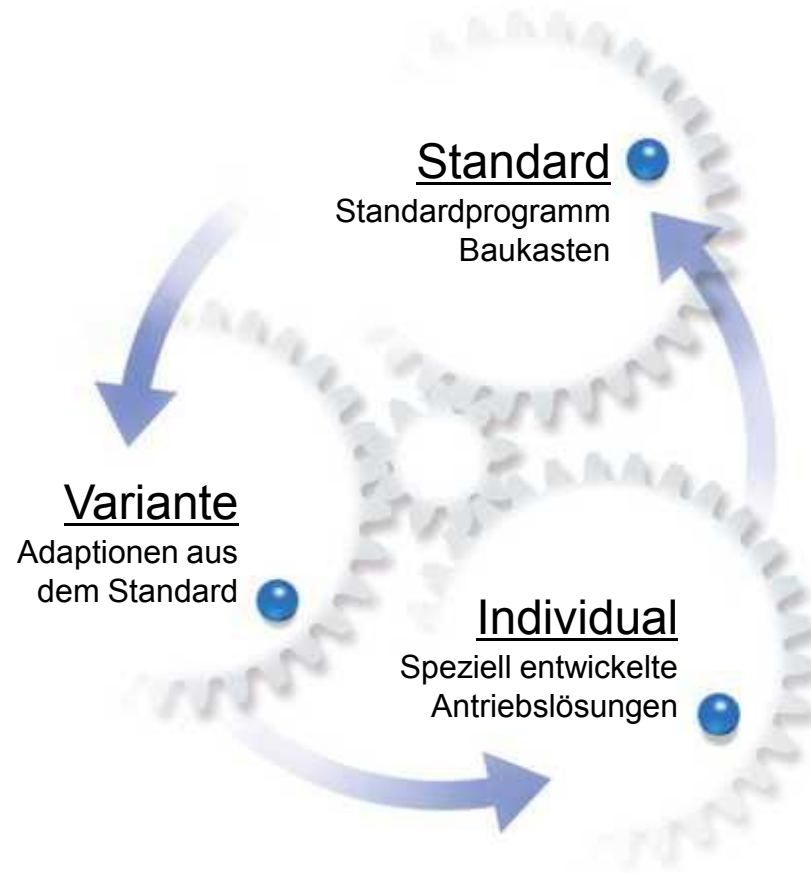 Standard
Standardprogramm
Baukasten
Variante
Adaptionen aus
dem Standard
Individual
Speziell entwickelte
Antriebslösungen